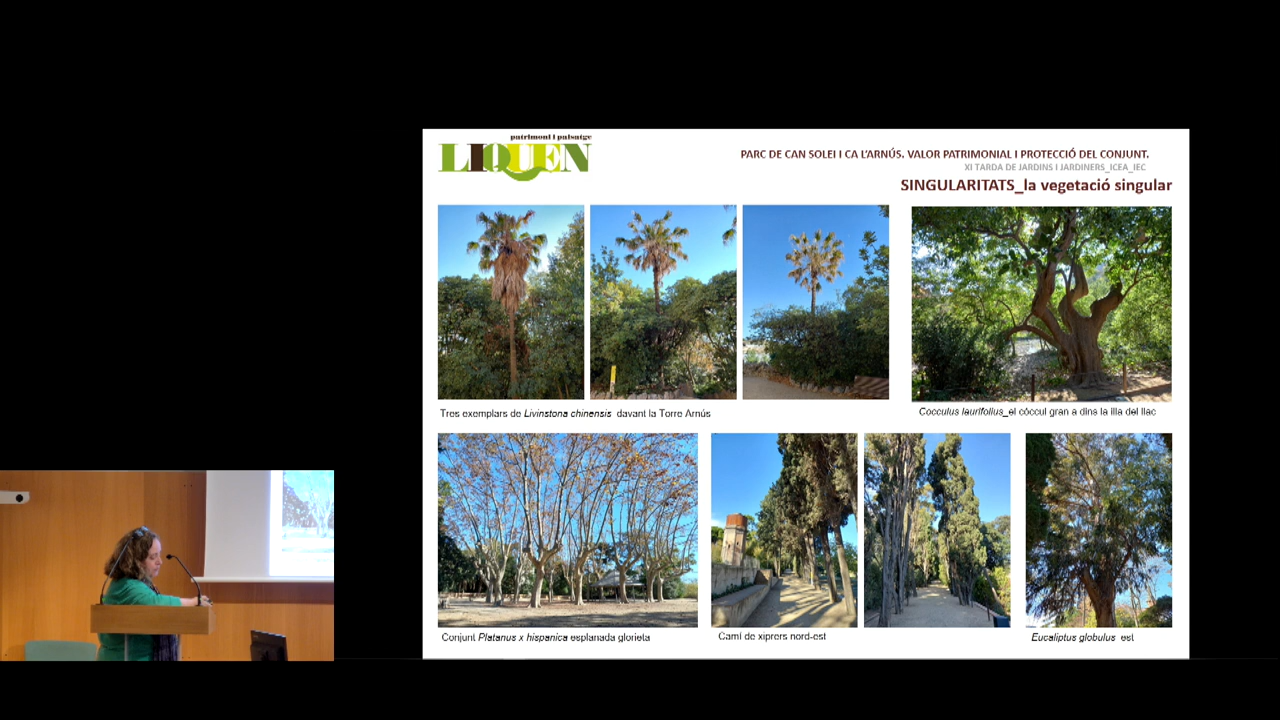 patrimoni i paisatge
LIQUEN
PARC DE CAN SOLEI I CA L'ARNÚS. VALOR PATRIMONIAL I PROTECCIÓ DEL CONJUNT.
XI TARDA DE JARDINS I JARDINERS_ICEA_IEC
SINGULARITATS_la vegetació singular
Tres exemplars de Livinstona chinensis davant la Torre Arnús
Cocculus laurifolius_el còccul gran a dins la illa del llac
Conjunt Platanus x hispanica esplanada glorieta
Camí de xiprers nord-est
Eucaliptus globulus est